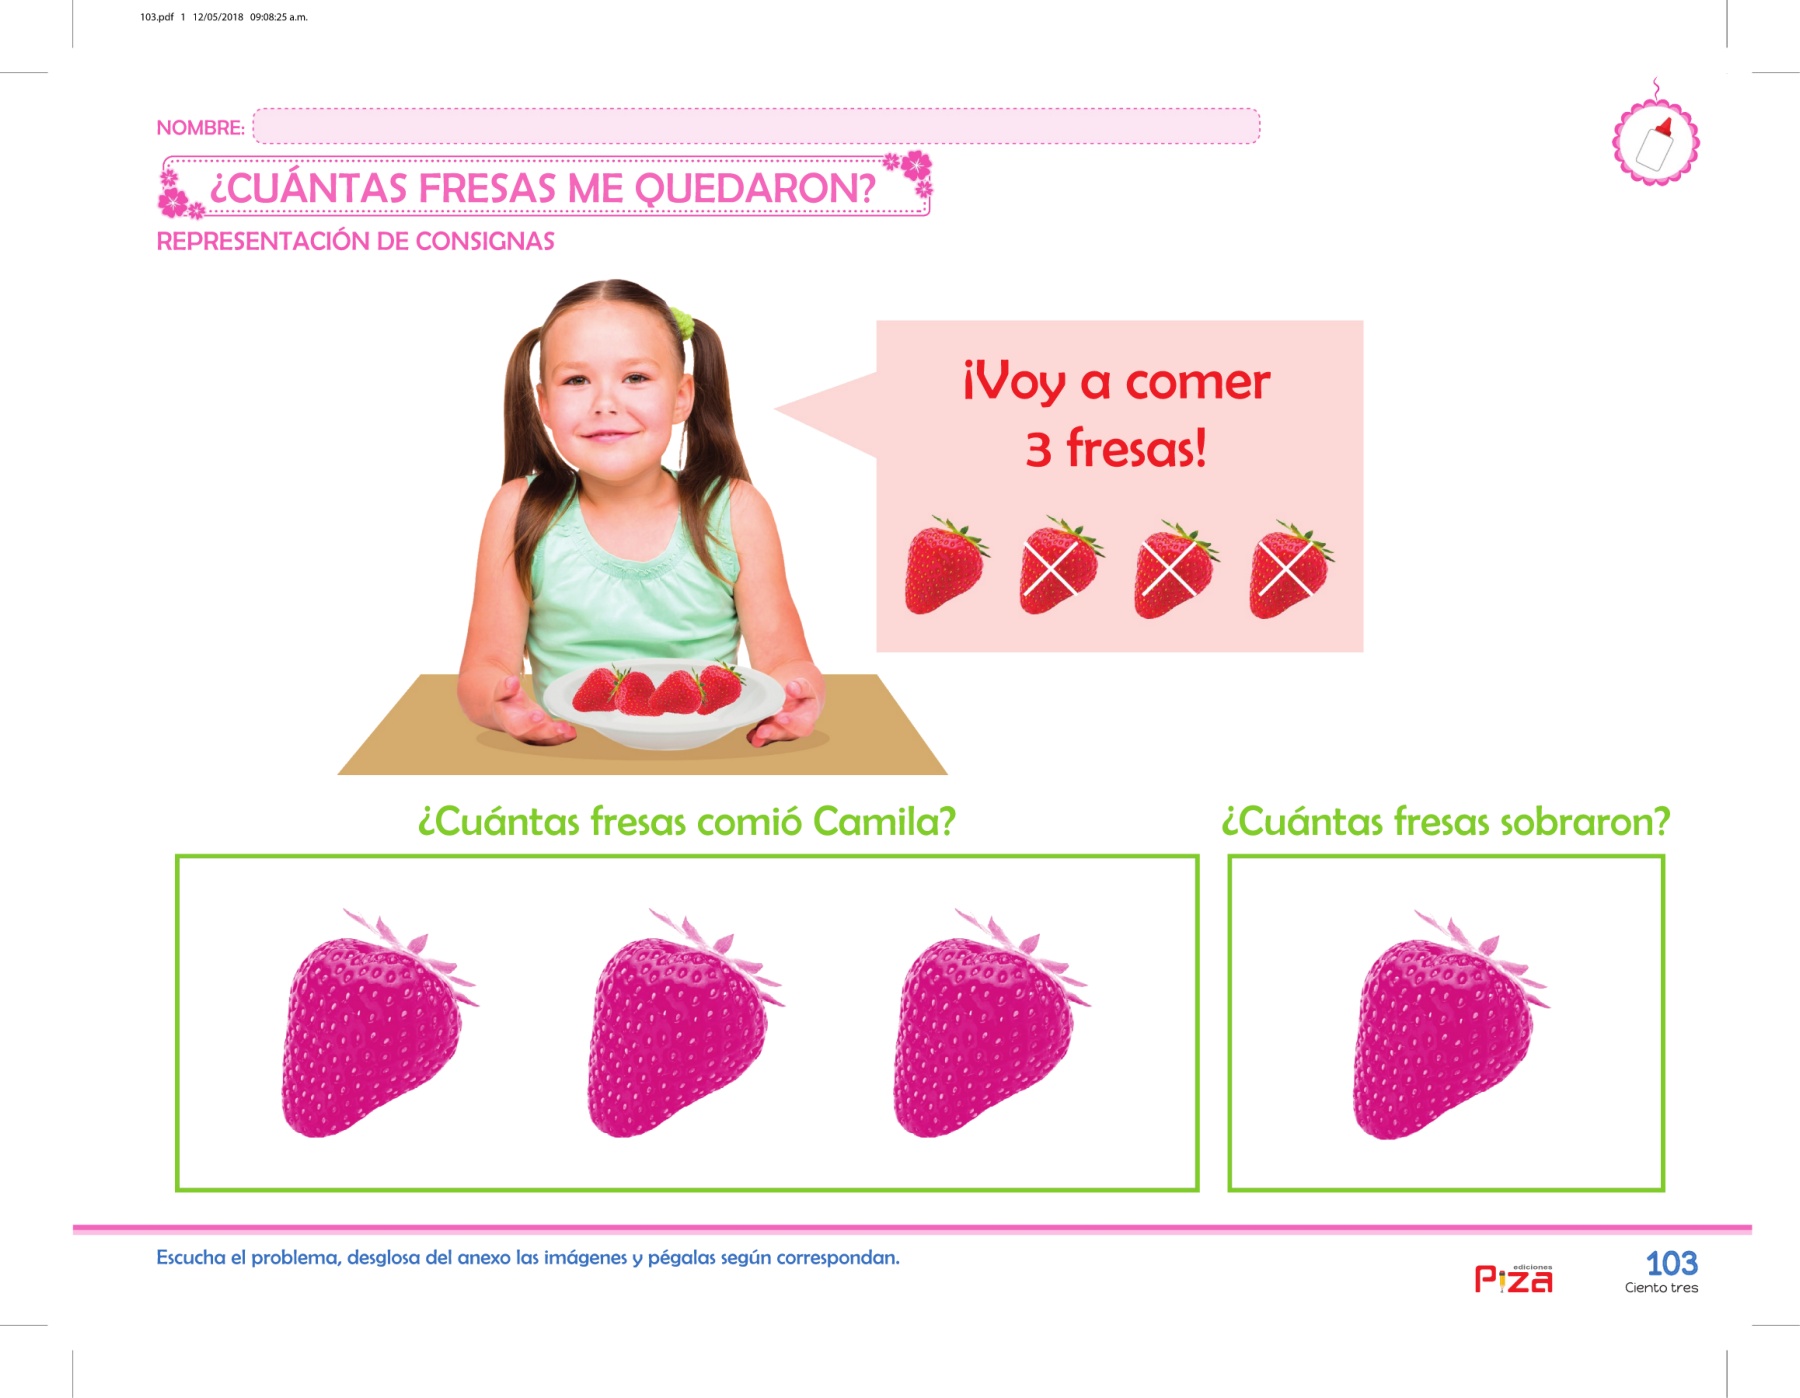 103.pdf 1 12/05/2018 09:08:25 a.m.
NOMBRE:
¿CUÁNTAS FRESAS ME QUEDARON?
REPRESENTACIÓN DE CONSIGNAS
¡Voy a comer
3 fresas!
¿Cuántas fresas comió Camila?
¿Cuántas fresas sobraron?
Escucha el problema, desglosa del anexo las imágenes y pégalas según correspondan.
ediciones
Piza
103
Ciento tres